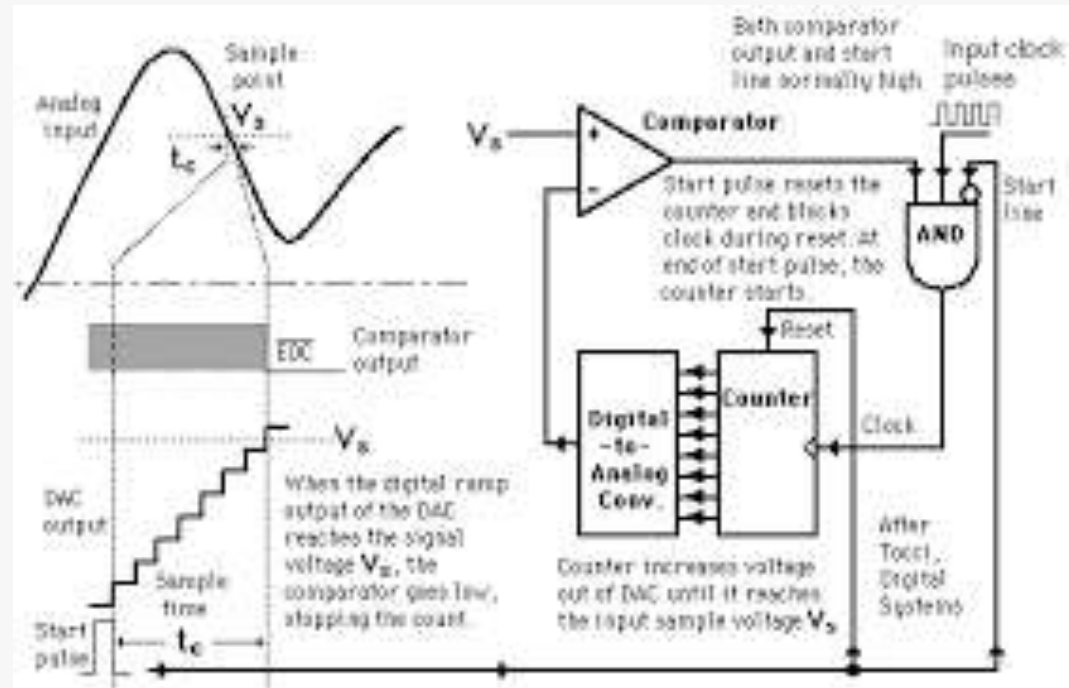 Analog
input
Sample
point
Vs
tc
EOC
Comparator
output
Vs
DAC
output
Sample
time
Start
pulse
tc
When the digital ramp
output of the DAC
reaches the signal
voltage Vs, the
comparator goes low,
stopping the count.
Both comparator
output and start
line normally high
Input clock
pulses
Vs
+
-
Comparator
Start pulse resets the
counter and blocks
clock during reset. At
end of start pulse, the
counter starts.
AND
Start
line
Reset
Counter
Clock
Digital
-to-
Analog
Conv.
Counter increases voltage
out of DAC until it reaches
the input sample voltage Vs
After
Tocci,
Digital
Systems